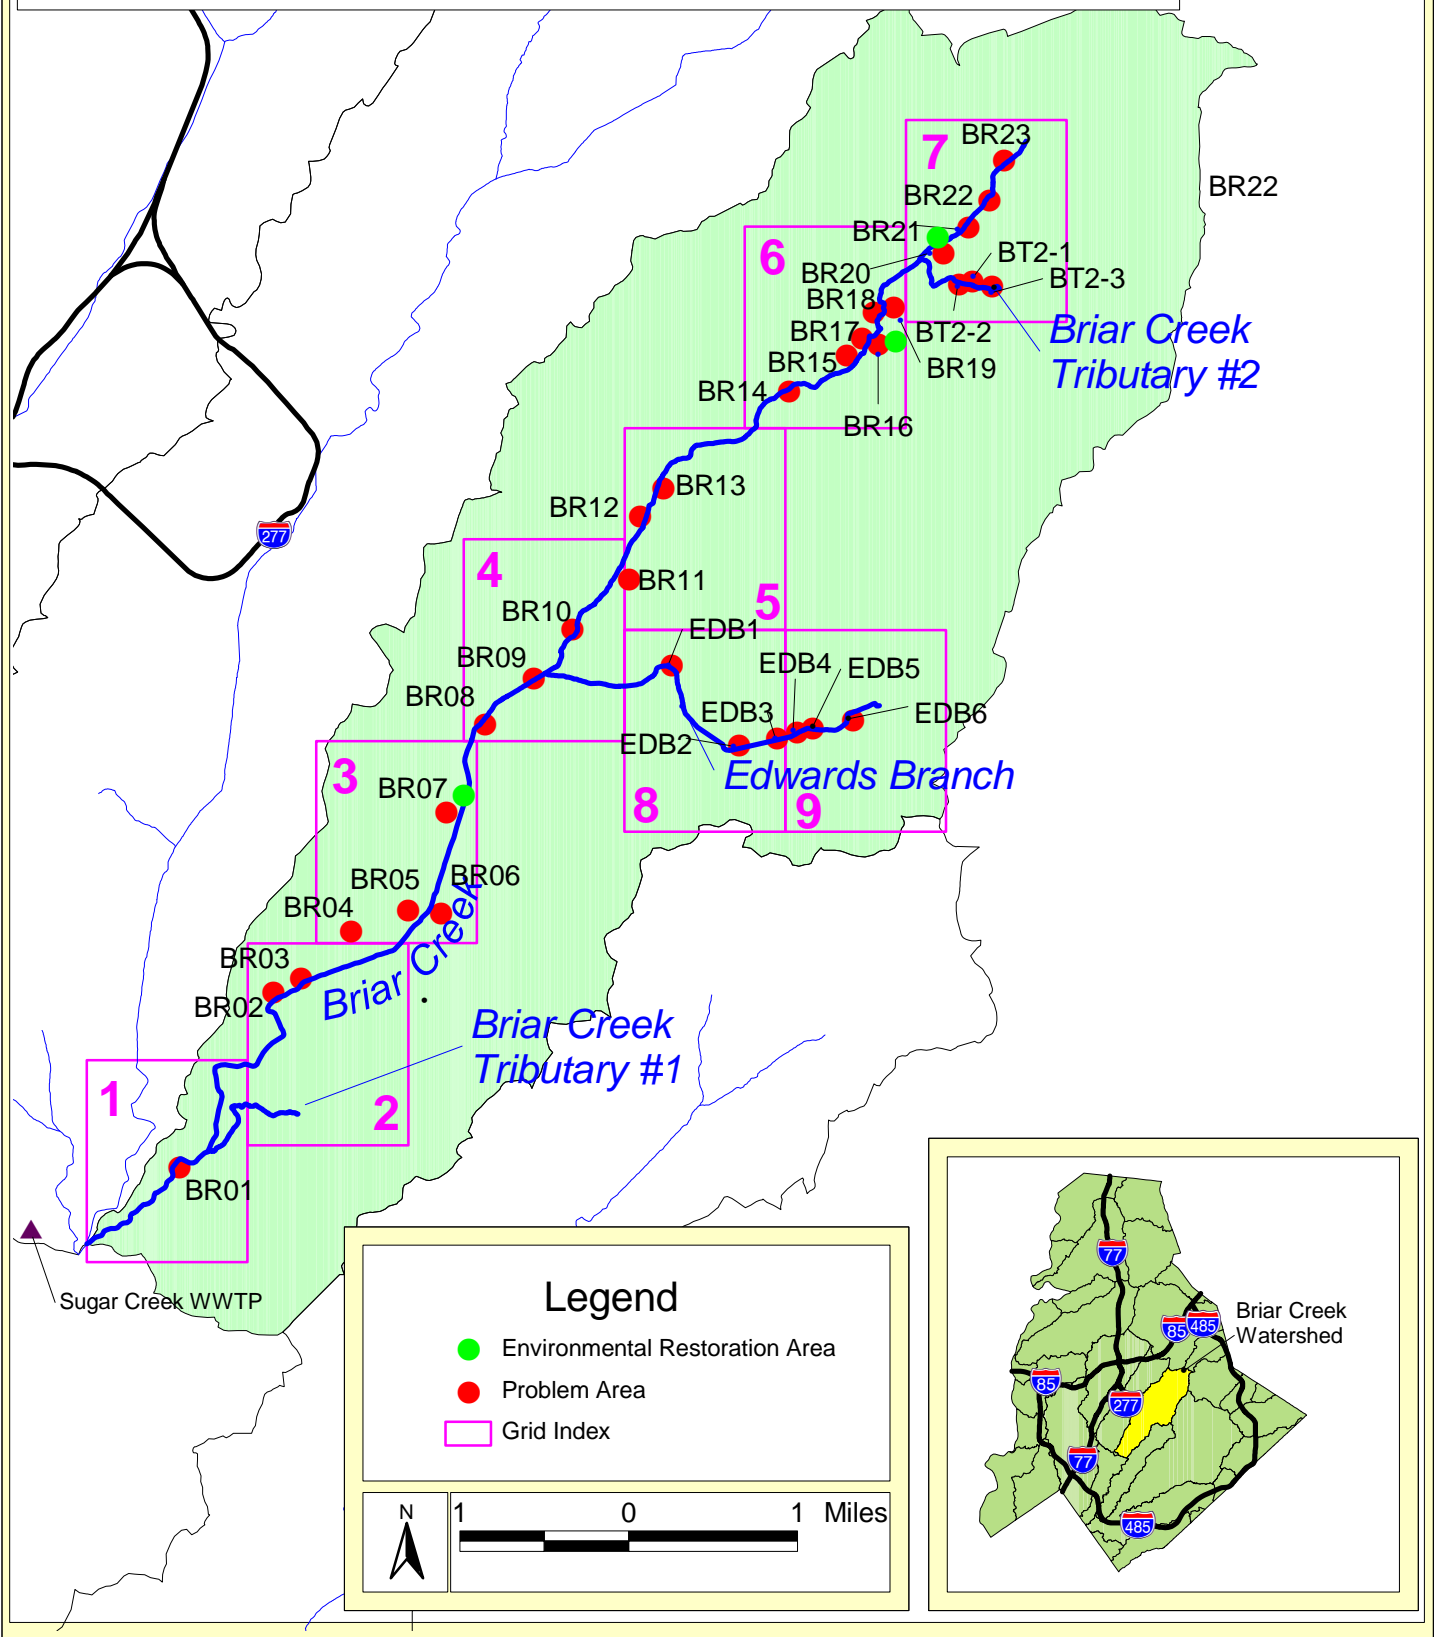 BR23
7
BR22
BR22
BR21
6
BT2-1
BR20
BT2-3
BR18
BR17
BT2-2
Briar Creek
Tributary #2
BR15
BR19
BR14
BR16
BR13
BR12
277
4
BR11
5
BR10
EDB1
BR09
EDB4
EDB5
BR08
EDB3
EDB6
EDB2
Edwards Branch
3
BR07
8
9
BR05
BR06
BR04
BR03
BR02
Briar Creek
Briar Creek
Tributary #1
1
2
BR01
Sugar Creek WWTP
Legend
Environmental Restoration Area
Problem Area
Grid Index
N
1 0 1 Miles
77
Briar Creek
Watershed
85
485
85
277
77
485